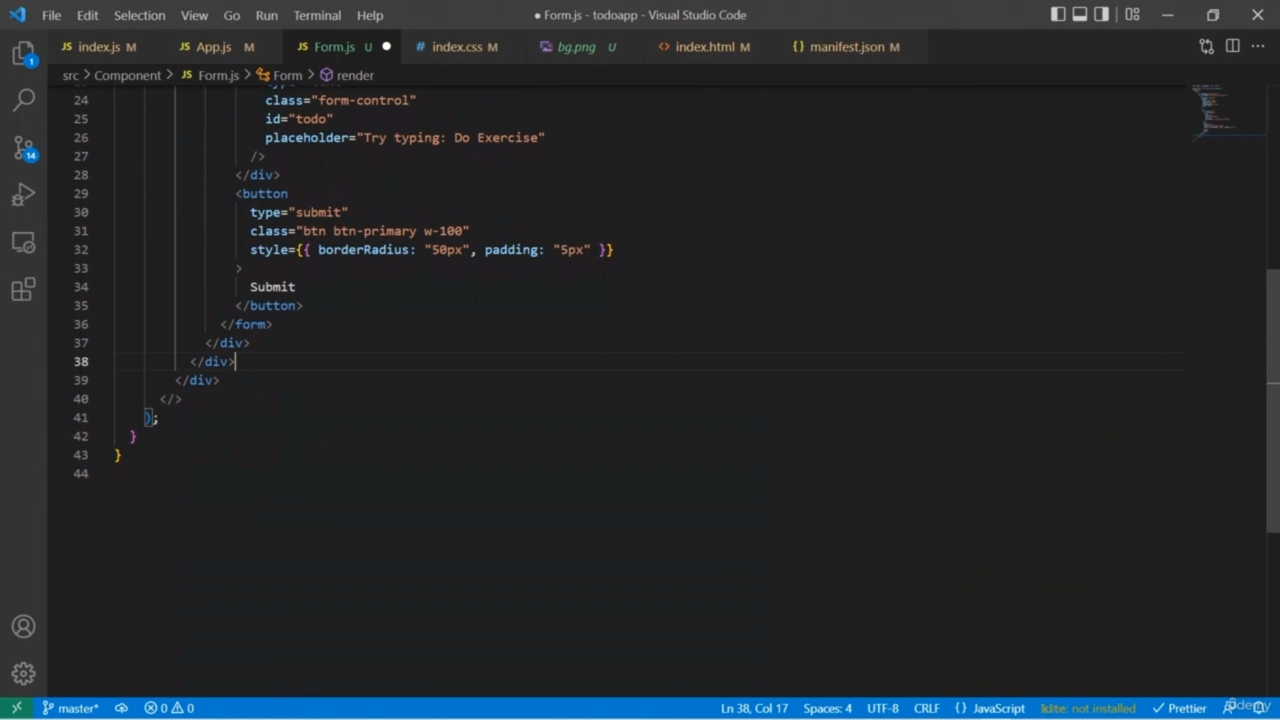 File Edit Selection View Go Run Terminal Help ● Form.js - todoapp - Visual Studio Code
JS index.js M JS App.js M JS Form.js U # index.css M bg.png U <> index.html M {} manifest.json M
src > Component > JS Form.js > Form > render
24 class="form-control"
25 id="todo"
26 placeholder="Try typing: Do Exercise"
27 />
28 </div>
29 <button
30 type="submit"
31 class="btn btn-primary w-100"
32 style={{ borderRadius: "50px", padding: "5px" }}
33 >
34 Submit
35 </button>
36 </form>
37 </div>
38 </div>
39 </div>
40 </>
41 );
42 }
43 }
44
1
14
master* 0 0 Ln 38, Col 17 Spaces: 4 UTF-8 CRLF {} JavaScript kite: not installed Prettier
Udemy